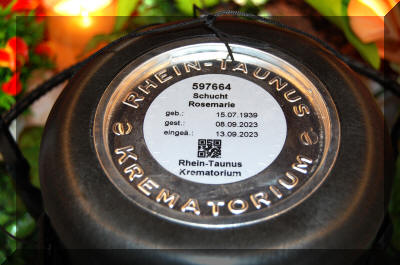 RHEIN-TAUNUS
597664
Schucht
Rosemarie
geb.: 15.07.1939
gest.: 08.09.2023
eingeä.: 13.09.2023
Rhein-Taunus
Krematorium
KREMATORIUM